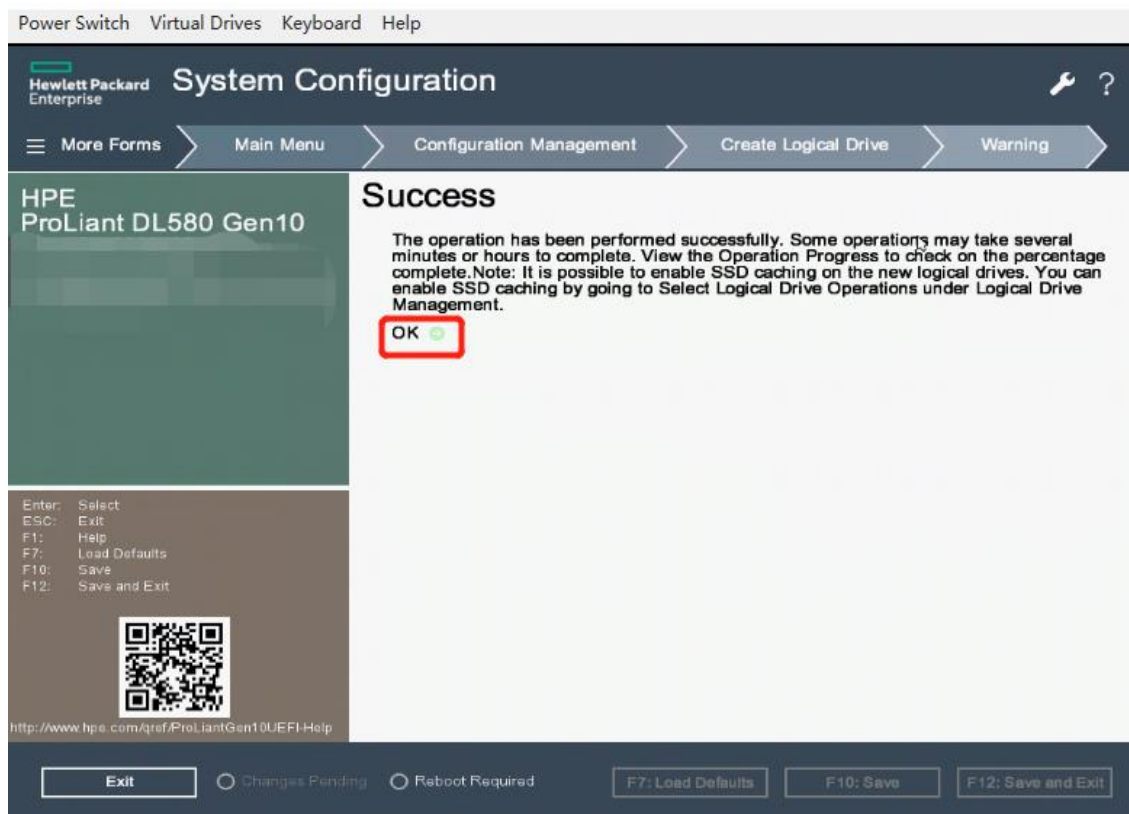 Power Switch Virtual Drives Keyboard Help
Hewlett Packard
Enterprise
System Configuration
?
More Forms Main Menu Configuration Management Create Logical Drive Warning
HPE
ProLiant DL580 Gen10
Success
The operation has been performed successfully. Some operations may take several
minutes or hours to complete. View the Operation Progress to check on the percentage
complete.Note: It is possible to enable SSD caching on the new logical drives. You can
enable SSD caching by going to Select Logical Drive Operations under Logical Drive
Management.
OK
Enter: Select
ESC: Exit
F1: Help
F7: Load Defaults
F10: Save
F12: Save and Exit
http://www.hpe.com/qref/ProLiantGen10UEFI-Help
Exit Changes Pending Reboot Required F7: Load Defaults F10: Save F12: Save and Exit